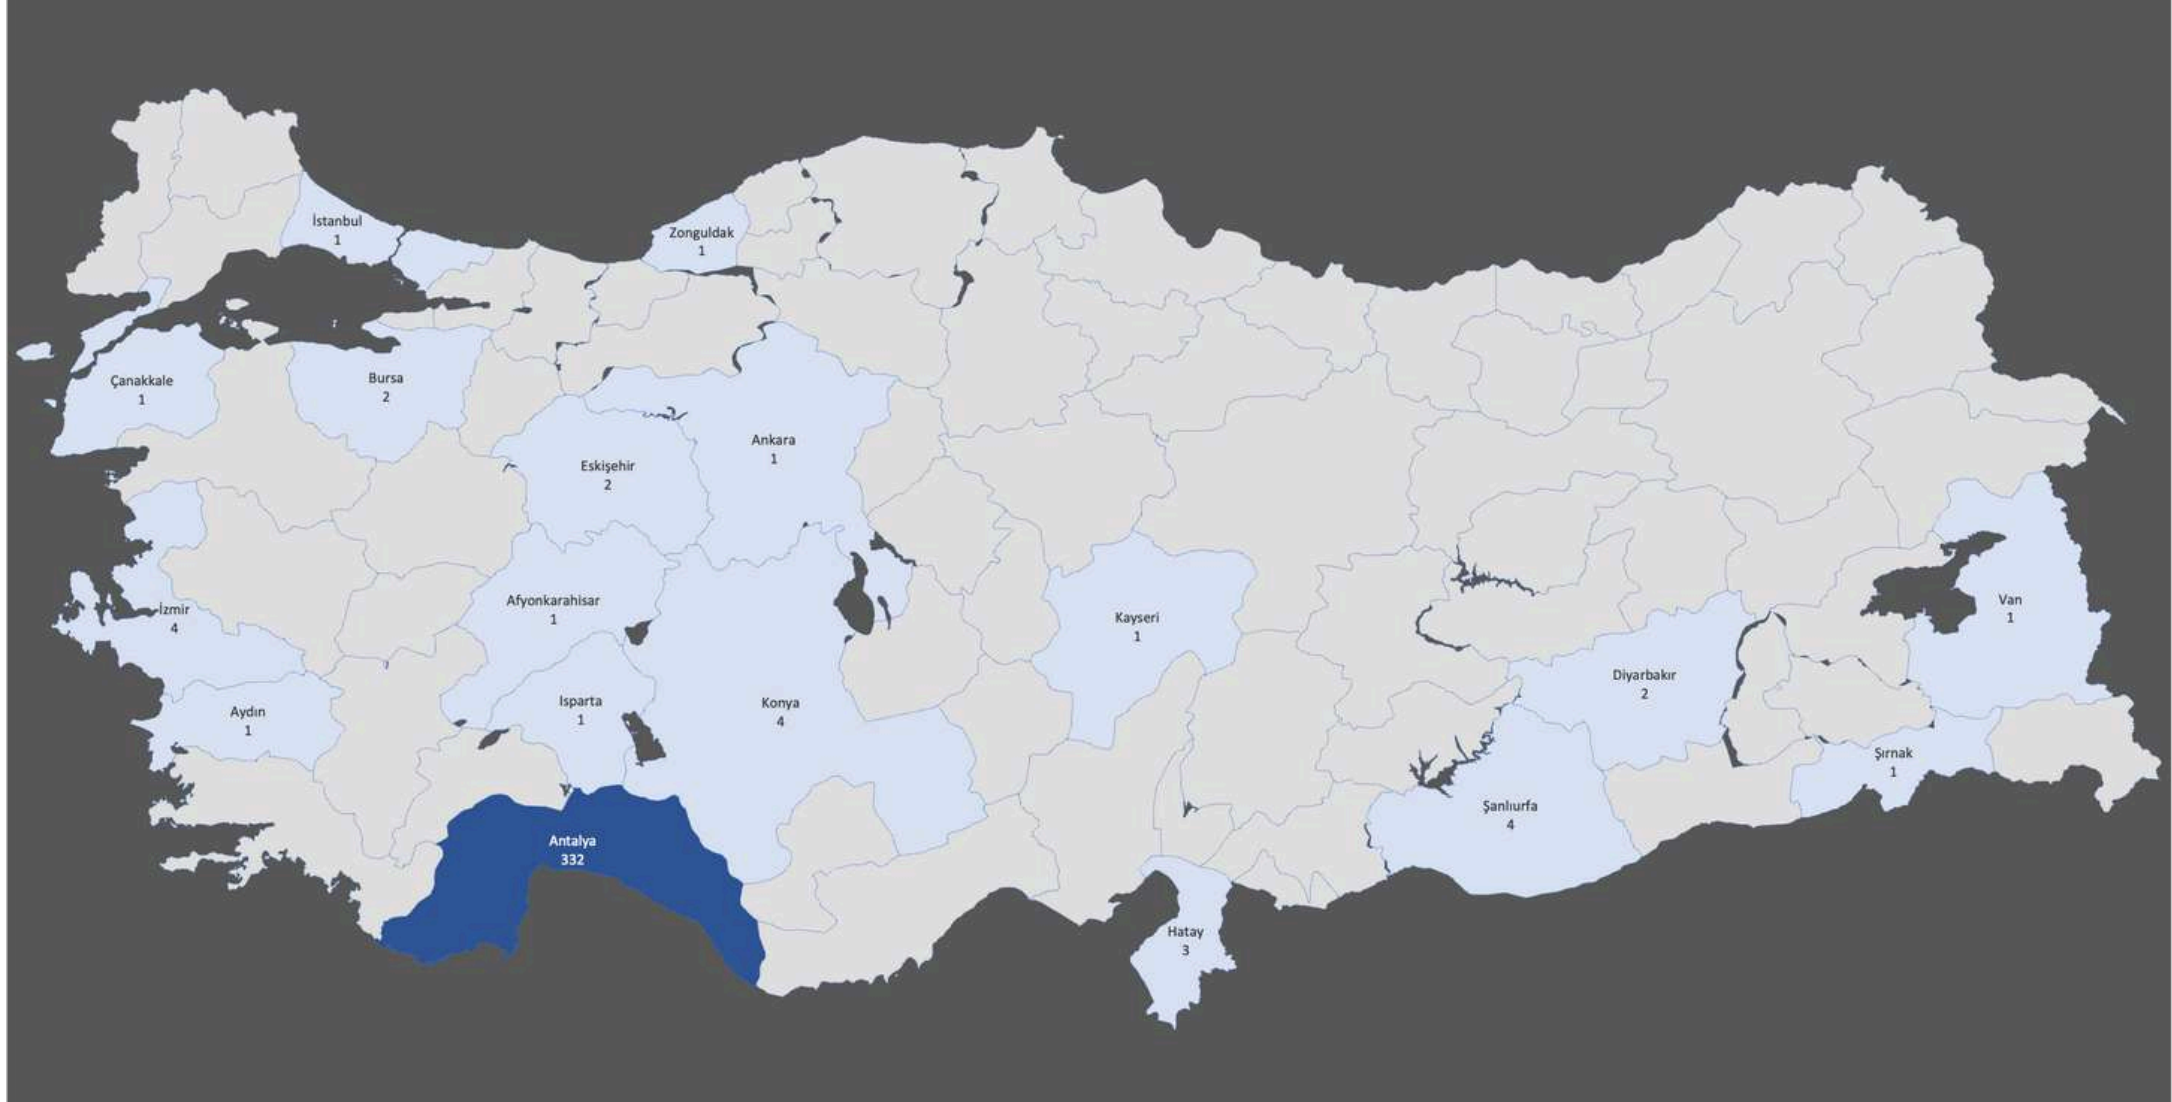 İstanbul
1
Zonguldak
1
Çanakkale
1
Bursa
2
Ankara
1
Eskişehir
2
Afyonkarahisar
1
İzmir
4
Kayseri
1
Van
1
Diyarbakır
2
Isparta
1
Konya
4
Aydın
1
Şırnak
1
Şanlıurfa
4
Antalya
332
Hatay
3